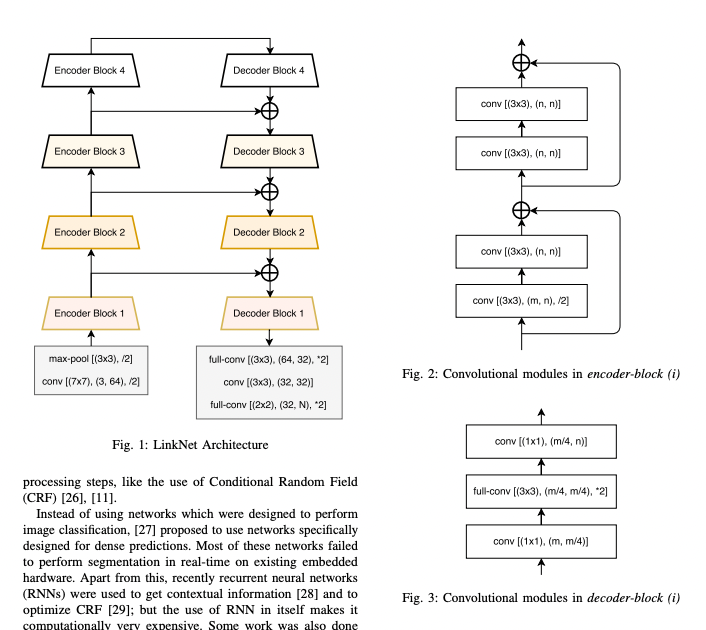 Encoder Block 4
Decoder Block 4
Encoder Block 3
Decoder Block 3
Encoder Block 2
Decoder Block 2
Encoder Block 1
Decoder Block 1
max-pool [(3x3), /2]
conv [(7x7), (3, 64), /2]
full-conv [(3x3), (64, 32), *2]
conv [(3x3), (32, 32)]
full-conv [(2x2), (32, N), *2]
Fig. 1: LinkNet Architecture
processing steps, like the use of Conditional Random Field
(CRF) [26], [11].
Instead of using networks which were designed to perform
image classification, [27] proposed to use networks specifically
designed for dense predictions. Most of these networks failed
to perform segmentation in real-time on existing embedded
hardware. Apart from this, recently recurrent neural networks
(RNNs) were used to get contextual information [28] and to
optimize CRF [29]; but the use of RNN in itself makes it
computationally very expensive. Some work was also done
conv [(3x3), (n, n)]
conv [(3x3), (n, n)]
conv [(3x3), (n, n)]
conv [(3x3), (m, n), /2]
Fig. 2: Convolutional modules in encoder-block (i)
conv [(1x1), (m/4, n)]
full-conv [(3x3), (m/4, m/4), *2]
conv [(1x1), (m, m/4)]
Fig. 3: Convolutional modules in decoder-block (i)